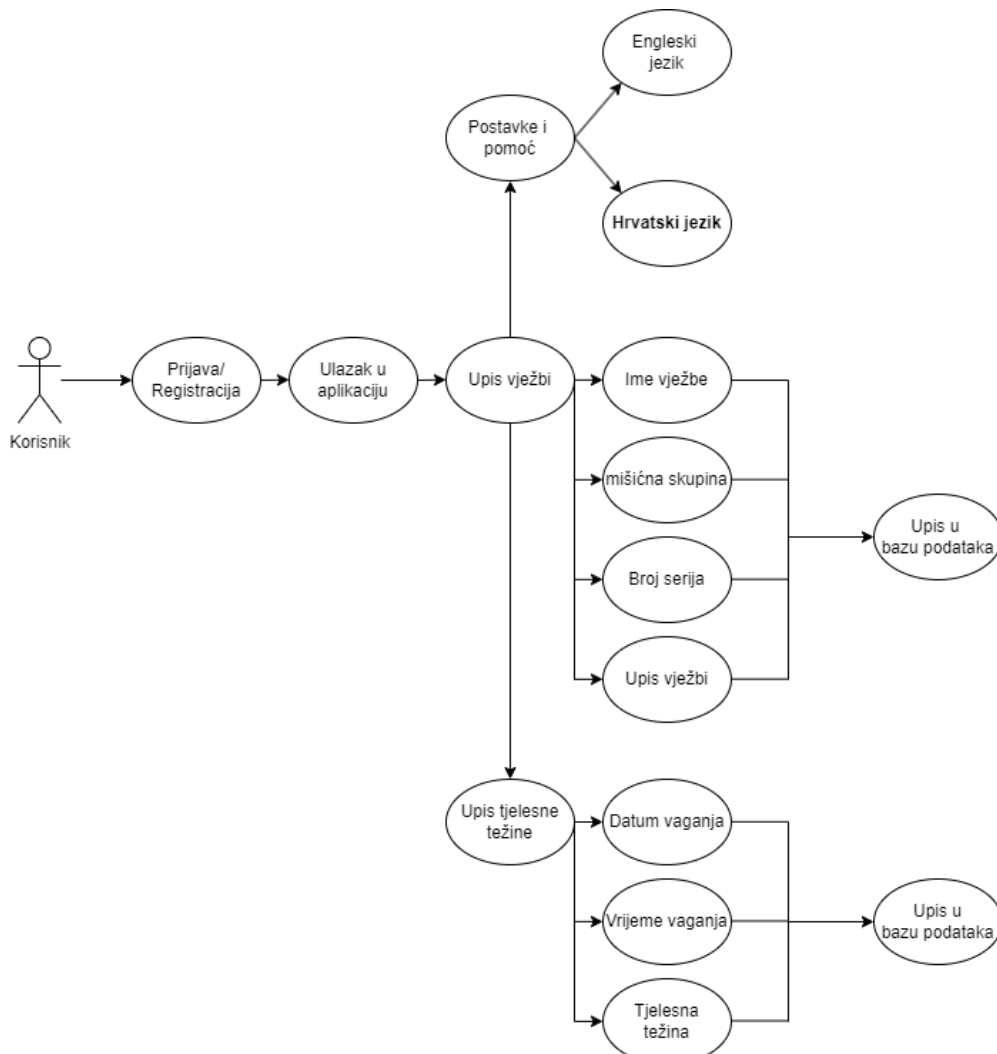 Engleski
jezik
Postavke i
pomoć
Hrvatski jezik
Korisnik
Prijava/
Registracija
Ulazak u
aplikaciju
Upis vježbi
Ime vježbe
mišićna skupina
Broj serija
Upis vježbi
Upis u
bazu podataka
Upis tjelesne
težine
Datum vaganja
Vrijeme vaganja
Tjelesna
težina
Upis u
bazu podataka